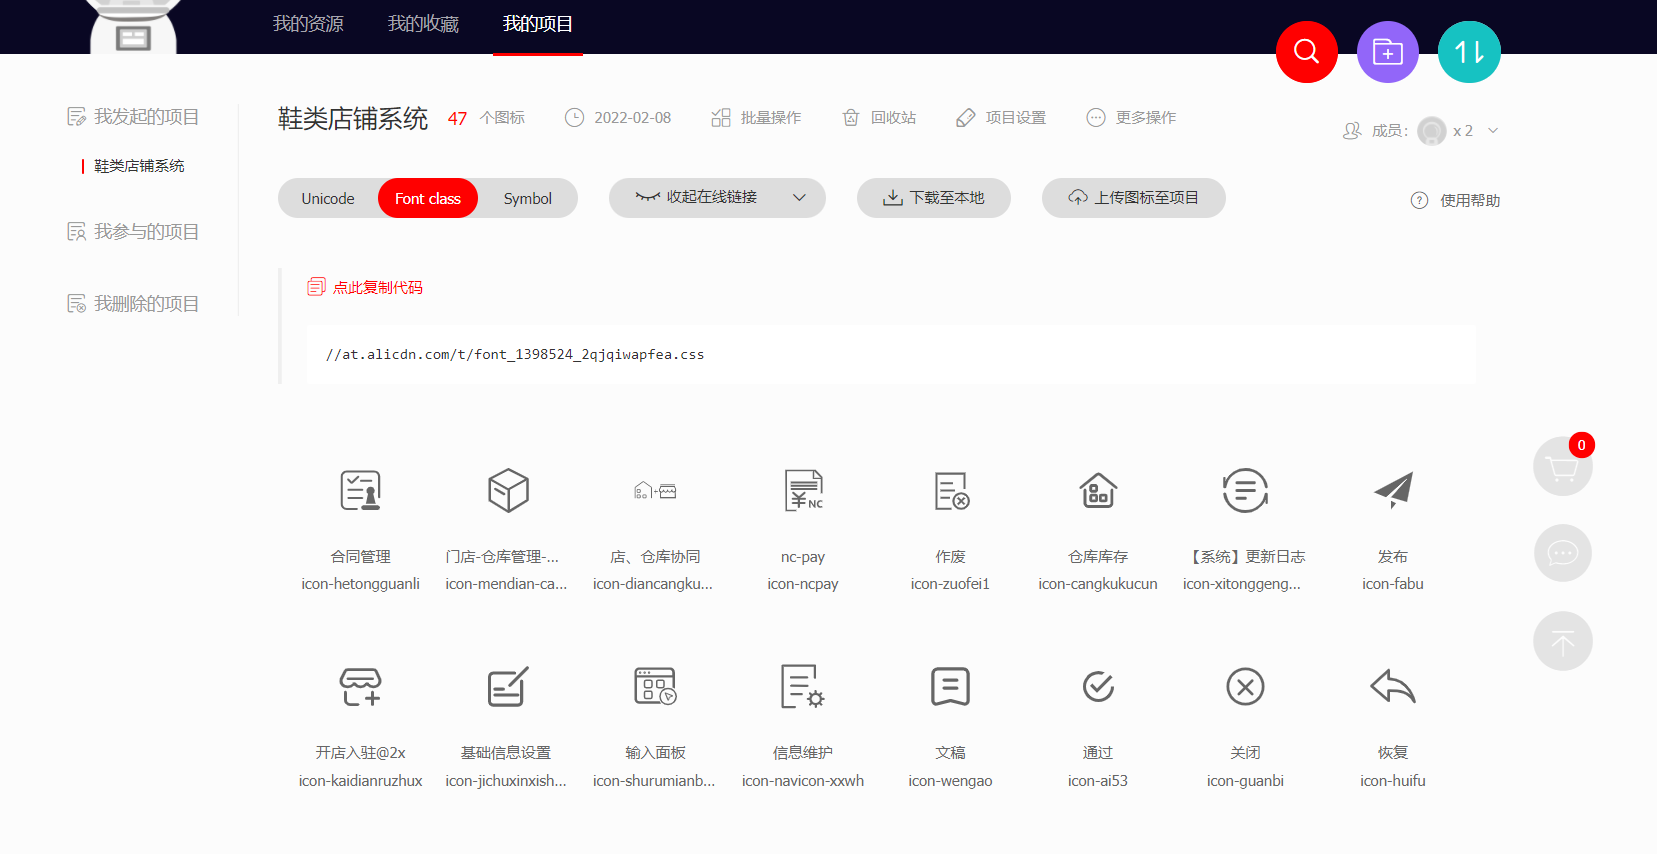 我的资源 我的收藏 我的项目
我发起的项目
鞋类店铺系统
我参与的项目
我删除的项目
鞋类店铺系统 47 个图标 2022-02-08 批量操作 回收站 项目设置 更多操作
成员: x 2
Unicode Font class Symbol 收起在线链接 下载至本地 上传图标至项目
使用帮助
点此复制代码
//at.alicdn.com/t/font_1398524_2qjqiwapfea.css
0
NC
合同管理 门店-仓库管理-... 店、仓库协同 nc-pay 作废 仓库库存 【系统】更新日志 发布
icon-hetongguanli icon-mendian-ca... icon-diancangku... icon-ncpay icon-zuofei1 icon-cangkukucun icon-xitonggeng... icon-fabu
开店入驻@2x 基础信息设置 输入面板 信息维护 文稿 通过 关闭 恢复
icon-kaidianruzhux icon-jichuxinxish... icon-shurumianb... icon-navicon-xxwh icon-wengao icon-ai53 icon-guanbi icon-huifu